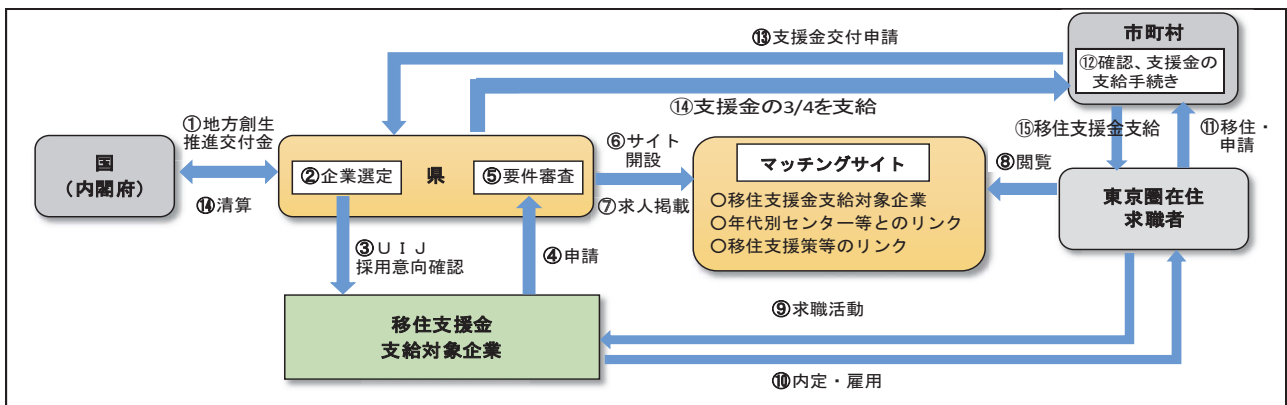 ⑬支援金交付申請
市町村
⑫確認、支援金の
支給手続き
⑭支援金の3/4を支給
①地方創生
推進交付金
国
(内閣府)
⑭清算
②企業選定
県
⑤要件審査
⑥サイト
開設
⑦求人掲載
マッチングサイト
○移住支援金支給対象企業
○年代別センター等とのリンク
○移住支援策等のリンク
⑮移住支援金支給
⑪移住・
申請
⑧閲覧
東京圏在住
求職者
③UIJ
採用意向確認
④申請
移住支援金
支給対象企業
⑨求職活動
⑩内定・雇用